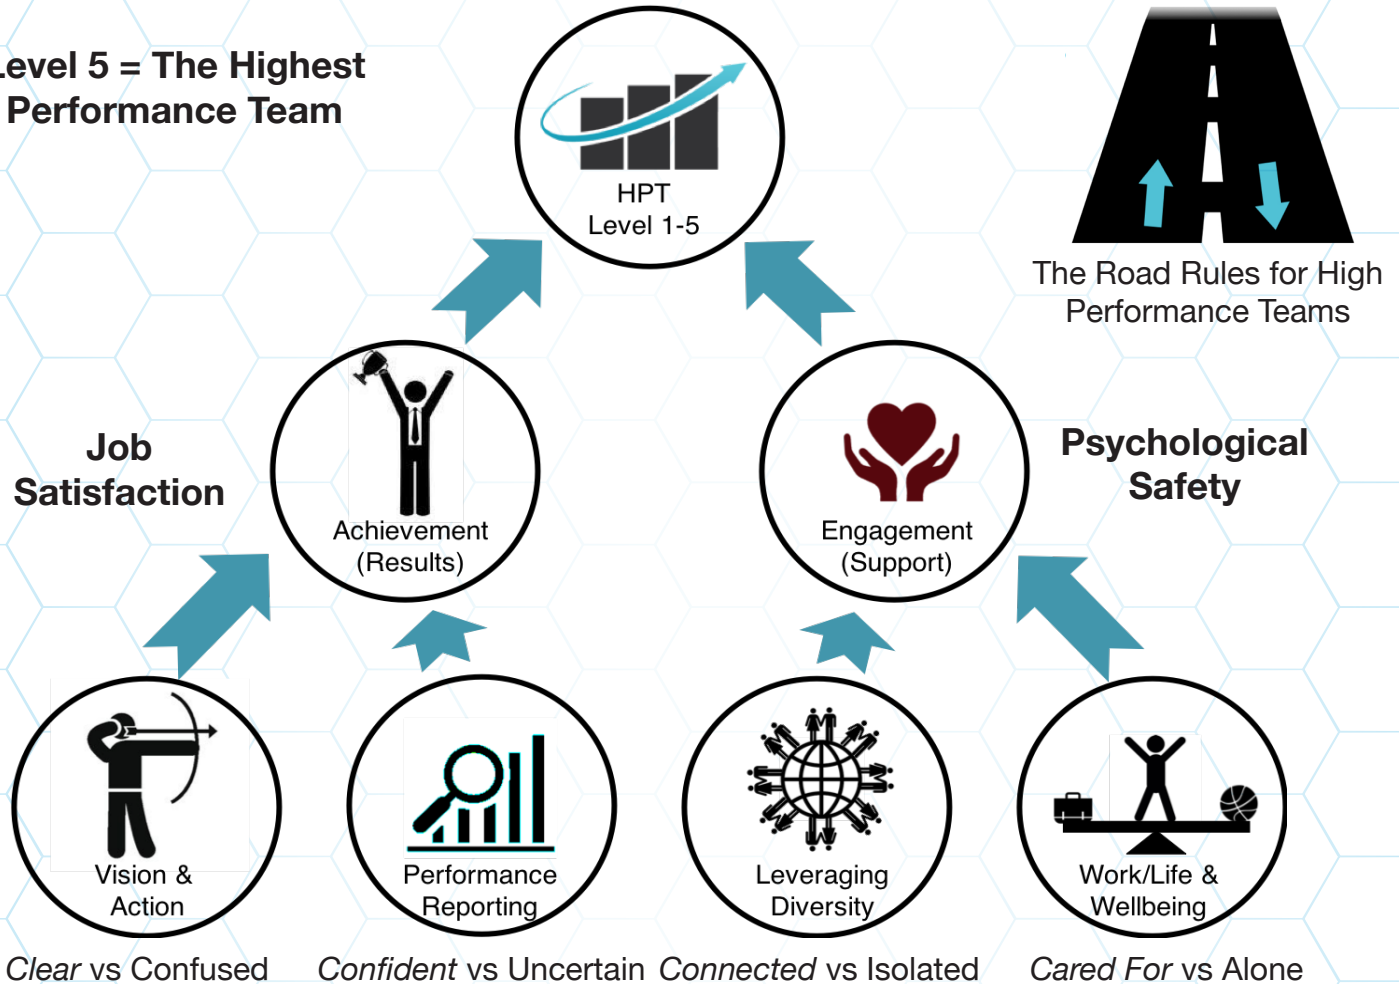 Level 5 = The Highest
Performance Team
HPT
Level 1-5
The Road Rules for High
Performance Teams
Job
Satisfaction
Achievement
(Results)
Engagement
(Support)
Psychological
Safety
Vision &
Action
Performance
Reporting
Leveraging
Diversity
Work/Life &
Wellbeing
Clear vs Confused
Confident vs Uncertain
Connected vs Isolated
Cared For vs Alone